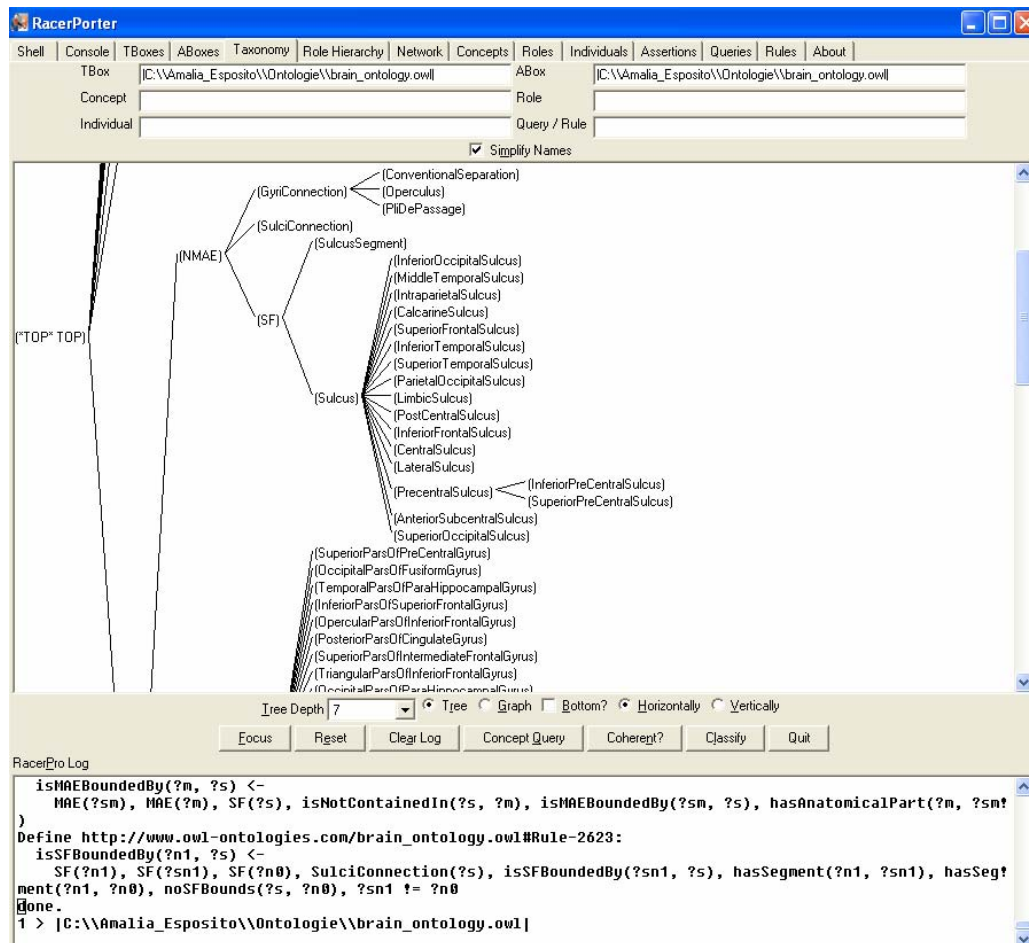 RacerPorter
Shell Console TBoxes ABoxes Taxonomy Role Hierarchy Network Concepts Roles Individuals Assertions Queries Rules About
TBox |C:\\Amalia_Esposito\\Ontologie\\brain_ontology.owl| ABox |C:\\Amalia_Esposito\\Ontologie\\brain_ontology.owl|
Concept Role
Individual Query / Rule
Simplify Names
(ConventionalSeparation)
(GyriConnection) (Operculus)
(PliDePassage)
(SulciConnection)
(SulcusSegment)
(NMAE)
(InferiorOccipitalSulcus)
(MiddleTemporalSulcus)
(IntraparietalSulcus)
(CalcarineSulcus)
(SF)
(SuperiorFrontalSulcus)
(*TOP* TOP)
(InferiorTemporalSulcus)
(SuperiorTemporalSulcus)
(ParietalOccipitalSulcus)
(Sulcus) (LimbicSulcus)
(PostCentralSulcus)
(InferiorFrontalSulcus)
(CentralSulcus)
(LateralSulcus)
(InferiorPreCentralSulcus)
(PrecentralSulcus)
(SuperiorPreCentralSulcus)
(AnteriorSubcentralSulcus)
(SuperiorOccipitalSulcus)
(SuperiorParsOfPreCentralGyrus)
(OccipitalParsOfFusiformGyrus)
(TemporalParsOfParaHippocampalGyrus)
(InferiorParsOfSuperiorFrontalGyrus)
(OpercularParsOfInferiorFrontalGyrus)
(PosteriorParsOfCingulateGyrus)
(SuperiorParsOfIntermediateFrontalGyrus)
(TriangularParsOfInferiorFrontalGyrus)
(OccipitalParsOfParaHippocampalGyrus)
Tree Depth 7 Tree Graph Bottom? Horizontally Vertically
Focus Reset Clear Log Concept Query Coherent? Classify Quit
RacerPro Log
isMAEBoundedBy(?m, ?s) <-
MAE(?sm), MAE(?m), SF(?s), isNotContainedIn(?s, ?m), isMAEBoundedBy(?sm, ?s), hasAnatomicalPart(?m, ?sm!
)
Define http://www.owl-ontologies.com/brain_ontology.owl#Rule-2623:
isSFBoundedBy(?n1, ?s) <-
SF(?n1), SF(?sn1), SF(?n0), SulciConnection(?s), isSFBoundedBy(?sn1, ?s), hasSegment(?n1, ?sn1), hasSeg!
ment(?n1, ?n0), noSFBounds(?s, ?n0), ?sn1 != ?n0
done.
1 > |C:\\Amalia_Esposito\\Ontologie\\brain_ontology.owl|